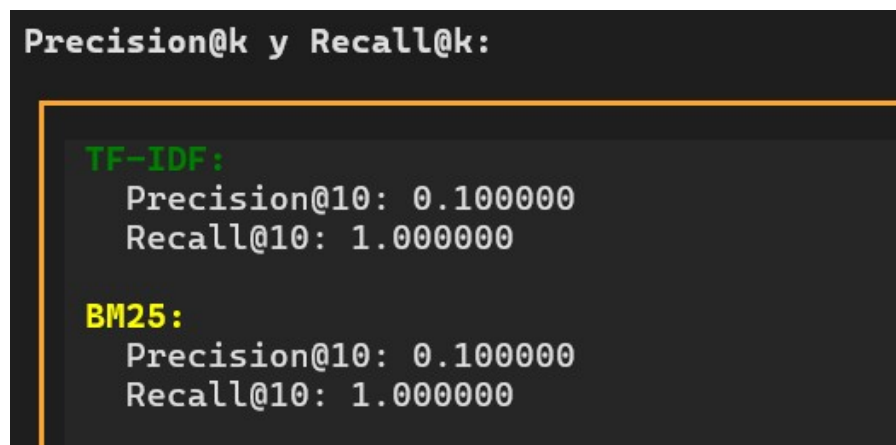 Precision@k y Recall@k:
TF-IDF:
Precision@10: 0.100000
Recall@10: 1.000000
BM25:
Precision@10: 0.100000
Recall@10: 1.000000